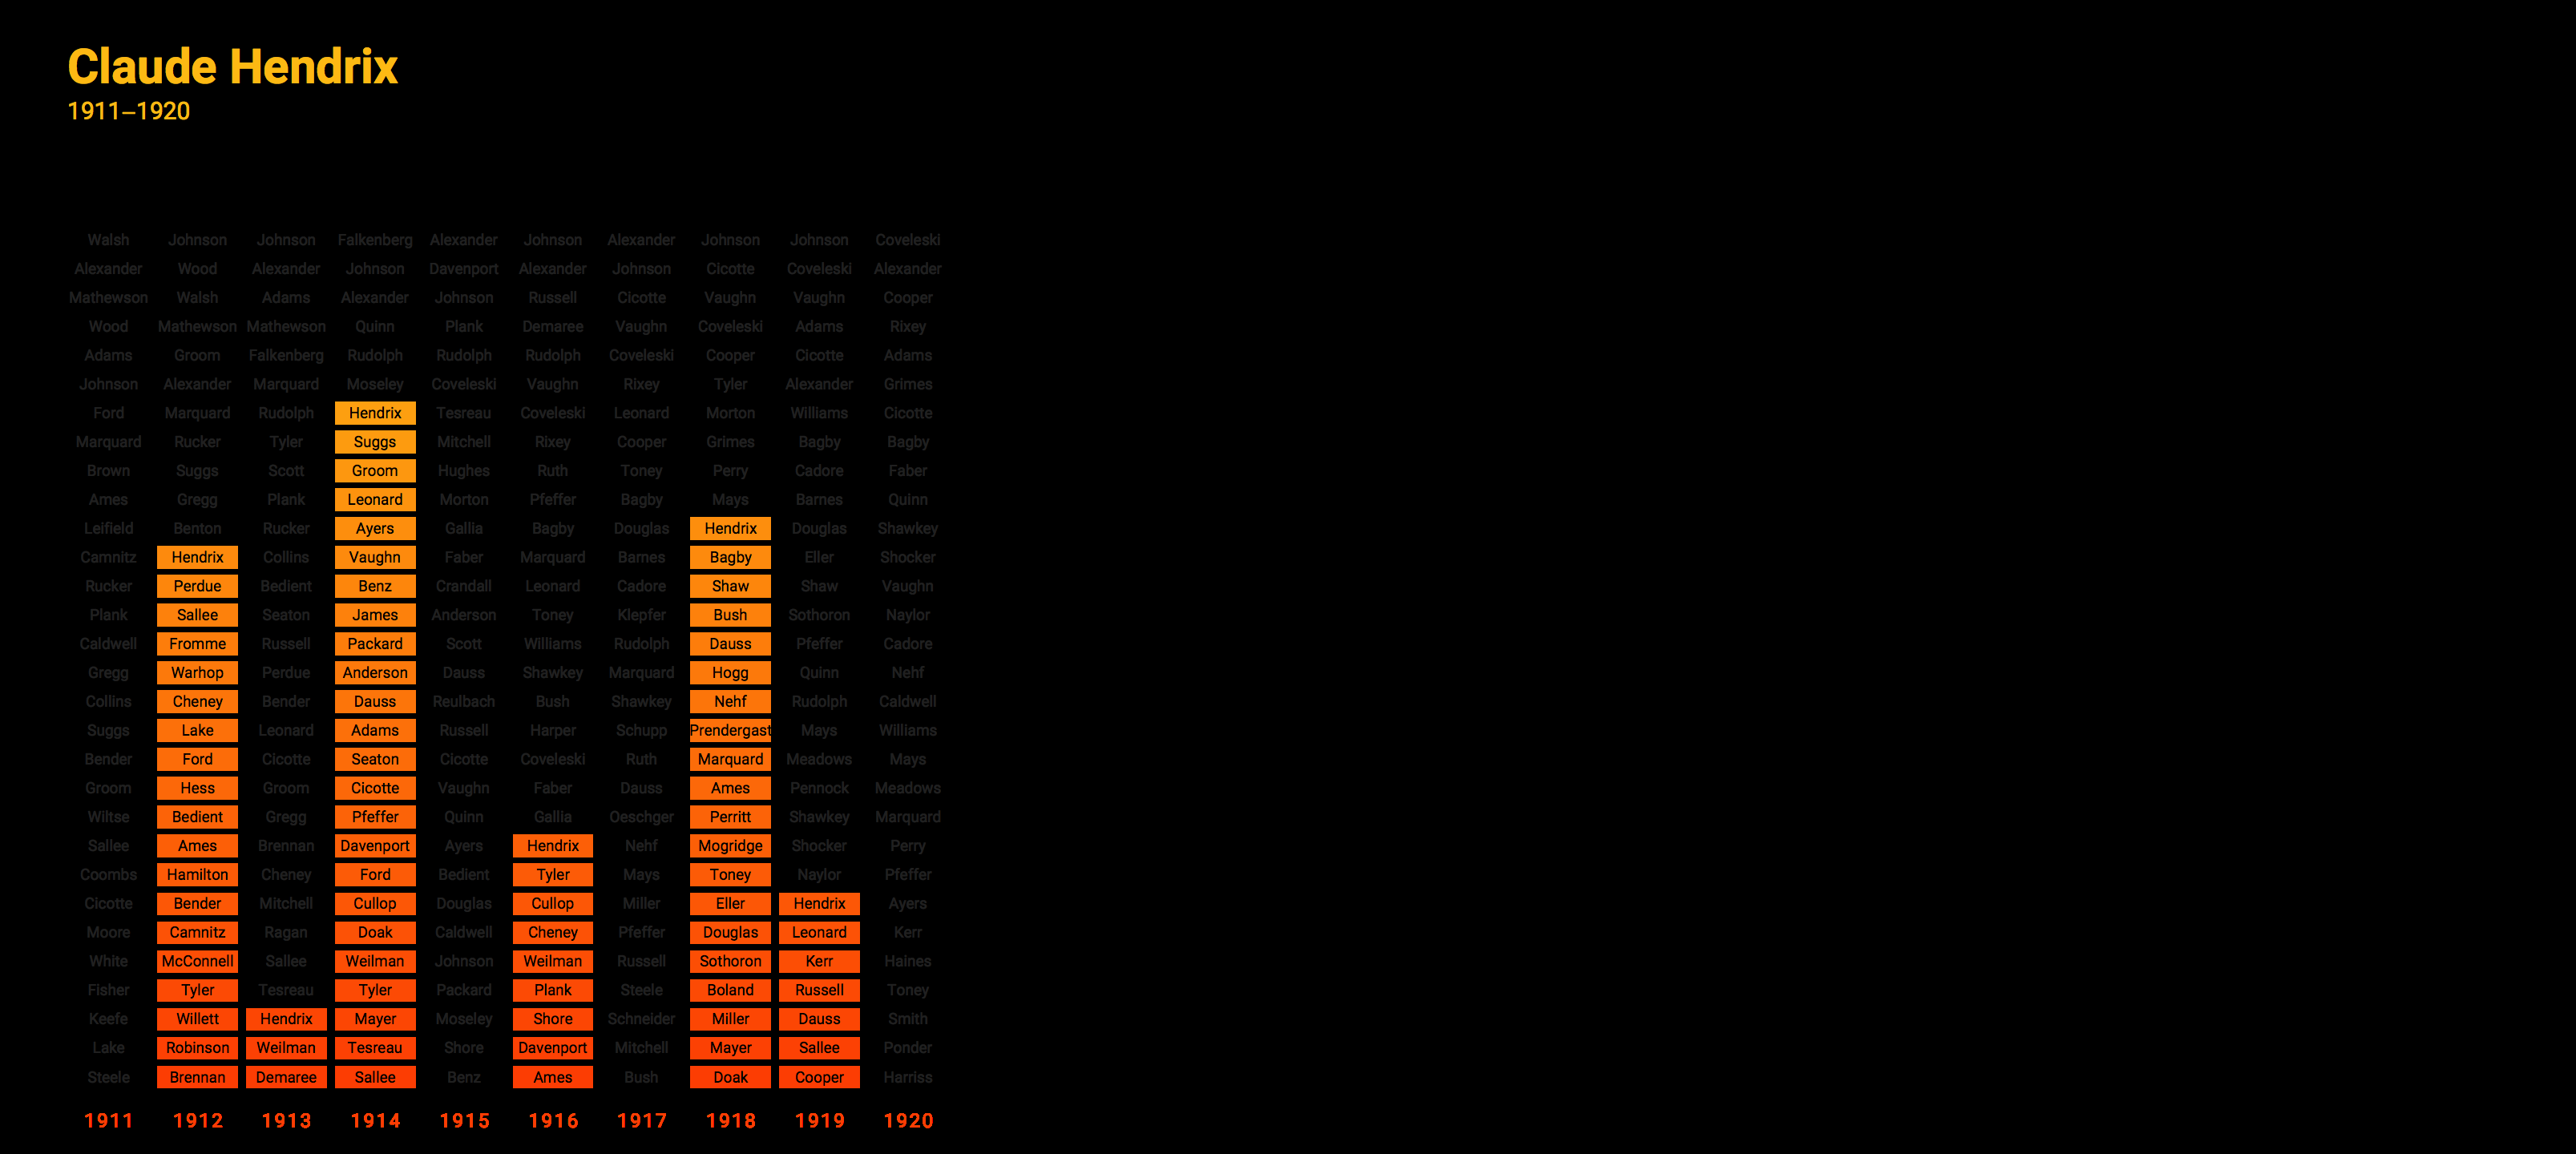 Claude Hendrix
1911–1920
Walsh Johnson Johnson Falkenberg Alexander Johnson Alexander Johnson Johnson Coveleski
Alexander Wood Alexander Johnson Davenport Alexander Johnson Cicotte Coveleski Alexander
Mathewson Walsh Adams Alexander Johnson Russell Cicotte Vaughn Vaughn Cooper
Wood Mathewson Mathewson Quinn Plank Demaree Vaughn Coveleski Adams Rixey
Adams Groom Falkenberg Rudolph Rudolph Rudolph Coveleski Cooper Cicotte Adams
Johnson Alexander Marquard Moseley Coveleski Vaughn Rixey Tyler Alexander Grimes
Ford Marquard Rudolph Hendrix Tesreau Coveleski Leonard Morton Williams Cicotte
Marquard Rucker Tyler Suggs Mitchell Rixey Cooper Grimes Bagby Bagby
Brown Suggs Scott Groom Hughes Ruth Toney Perry Cadore Faber
Ames Gregg Plank Leonard Morton Pfeffer Bagby Mays Barnes Quinn
Leifield Benton Rucker Ayers Gallia Bagby Douglas Hendrix Douglas Shawkey
Camnitz Hendrix Collins Vaughn Faber Marquard Barnes Bagby Eller Shocker
Rucker Perdue Bedient Benz Crandall Leonard Cadore Shaw Shaw Vaughn
Plank Sallee Seaton James Anderson Toney Klepfer Bush Sothoron Naylor
Caldwell Fromme Russell Packard Scott Williams Rudolph Dauss Pfeffer Cadore
Gregg Warhop Perdue Anderson Dauss Shawkey Marquard Hogg Quinn Nehf
Collins Cheney Bender Dauss Reulbach Bush Shawkey Nehf Rudolph Caldwell
Suggs Lake Leonard Adams Russell Harper Schupp Prendergast Mays Williams
Bender Ford Cicotte Seaton Cicotte Coveleski Ruth Marquard Meadows Mays
Groom Hess Groom Cicotte Vaughn Faber Dauss Ames Pennock Meadows
Wiltse Bedient Gregg Pfeffer Quinn Gallia Oeschger Perritt Shawkey Marquard
Sallee Ames Brennan Davenport Ayers Hendrix Nehf Mogridge Shocker Perry
Coombs Hamilton Cheney Ford Bedient Tyler Mays Toney Naylor Pfeffer
Cicotte Bender Mitchell Cullop Douglas Cullop Miller Eller Hendrix Ayers
Moore Camnitz Ragan Doak Caldwell Cheney Pfeffer Douglas Leonard Kerr
White McConnell Sallee Weilman Johnson Weilman Russell Sothoron Kerr Haines
Fisher Tyler Tesreau Tyler Packard Plank Steele Boland Russell Toney
Keefe Willett Hendrix Mayer Moseley Shore Schneider Miller Dauss Smith
Lake Robinson Weilman Tesreau Shore Davenport Mitchell Mayer Sallee Ponder
Steele Brennan Demaree Sallee Benz Ames Bush Doak Cooper Harriss
1911 1912 1913 1914 1915 1916 1917 1918 1919 1920